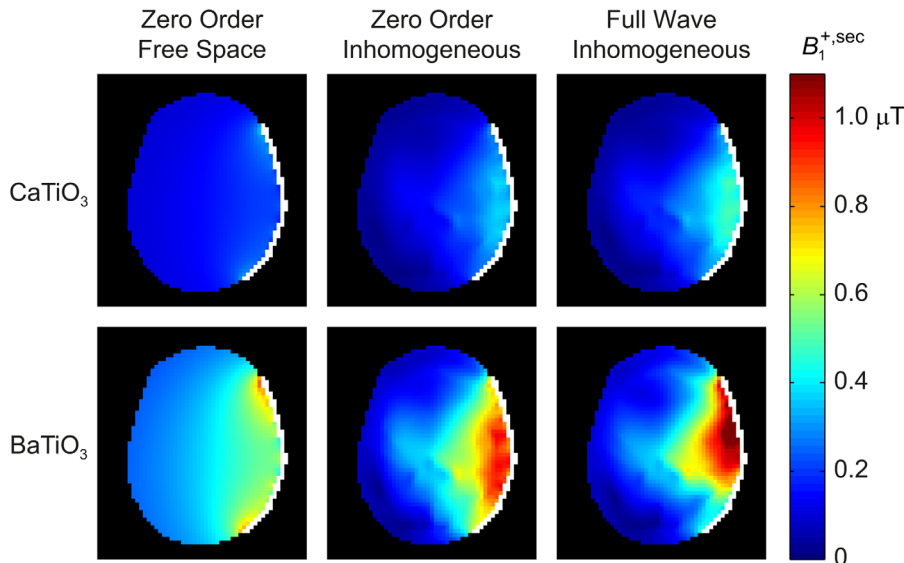 Zero Order
Free Space
Zero Order
Inhomogeneous
Full Wave
Inhomogeneous
B₁⁺,sec
CaTiO₃
BaTiO₃
1.0 μT
0.8
0.6
0.4
0.2
0